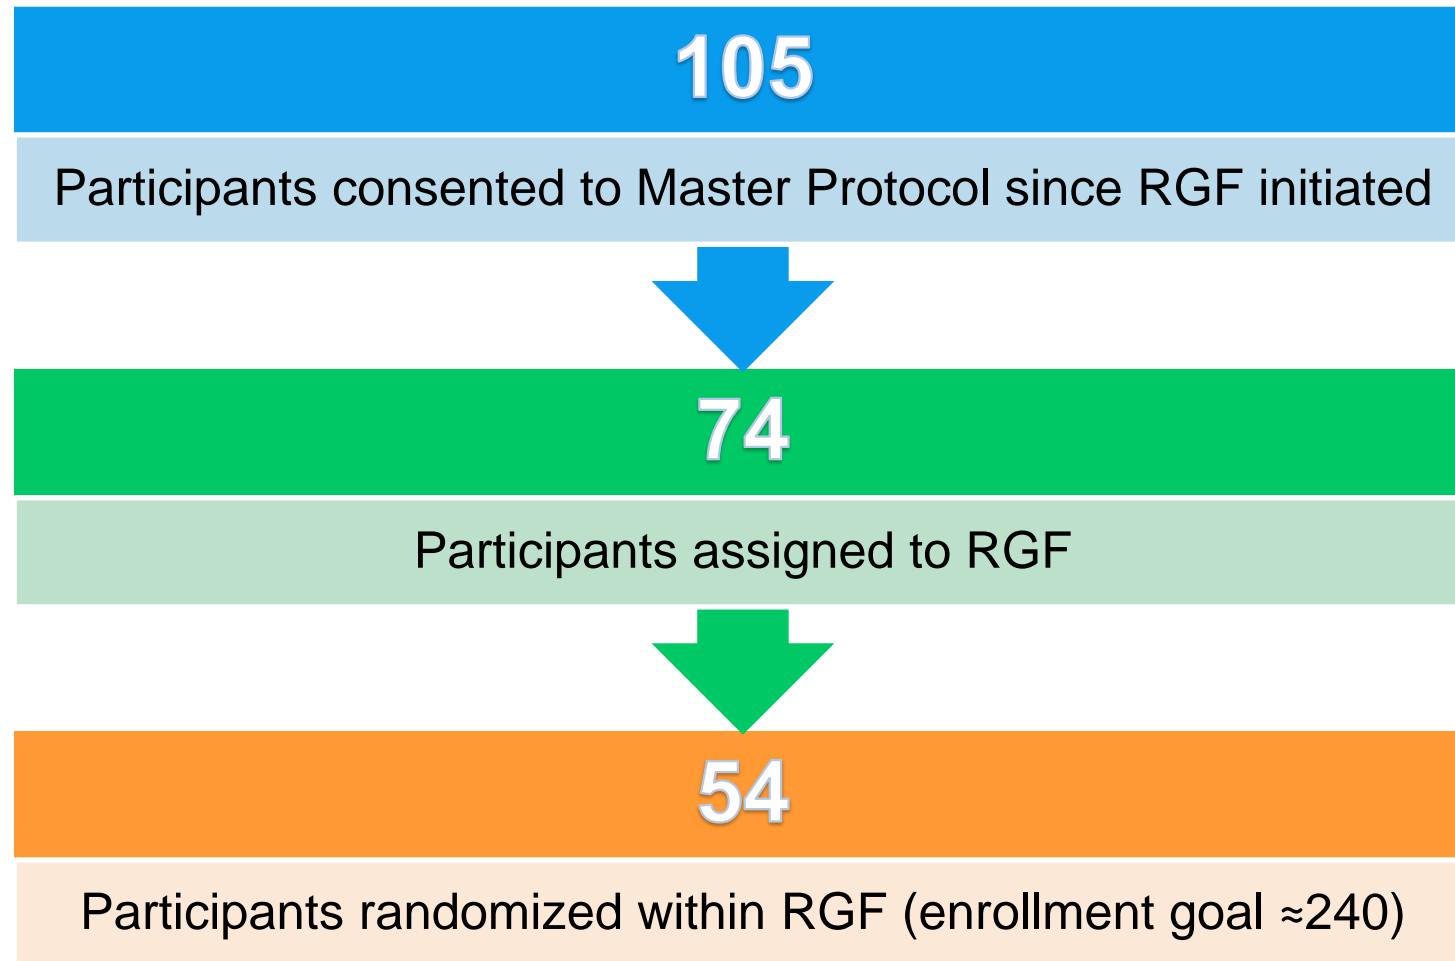 105
Participants consented to Master Protocol since RGF initiated
74
Participants assigned to RGF
54
Participants randomized within RGF (enrollment goal ≈240)